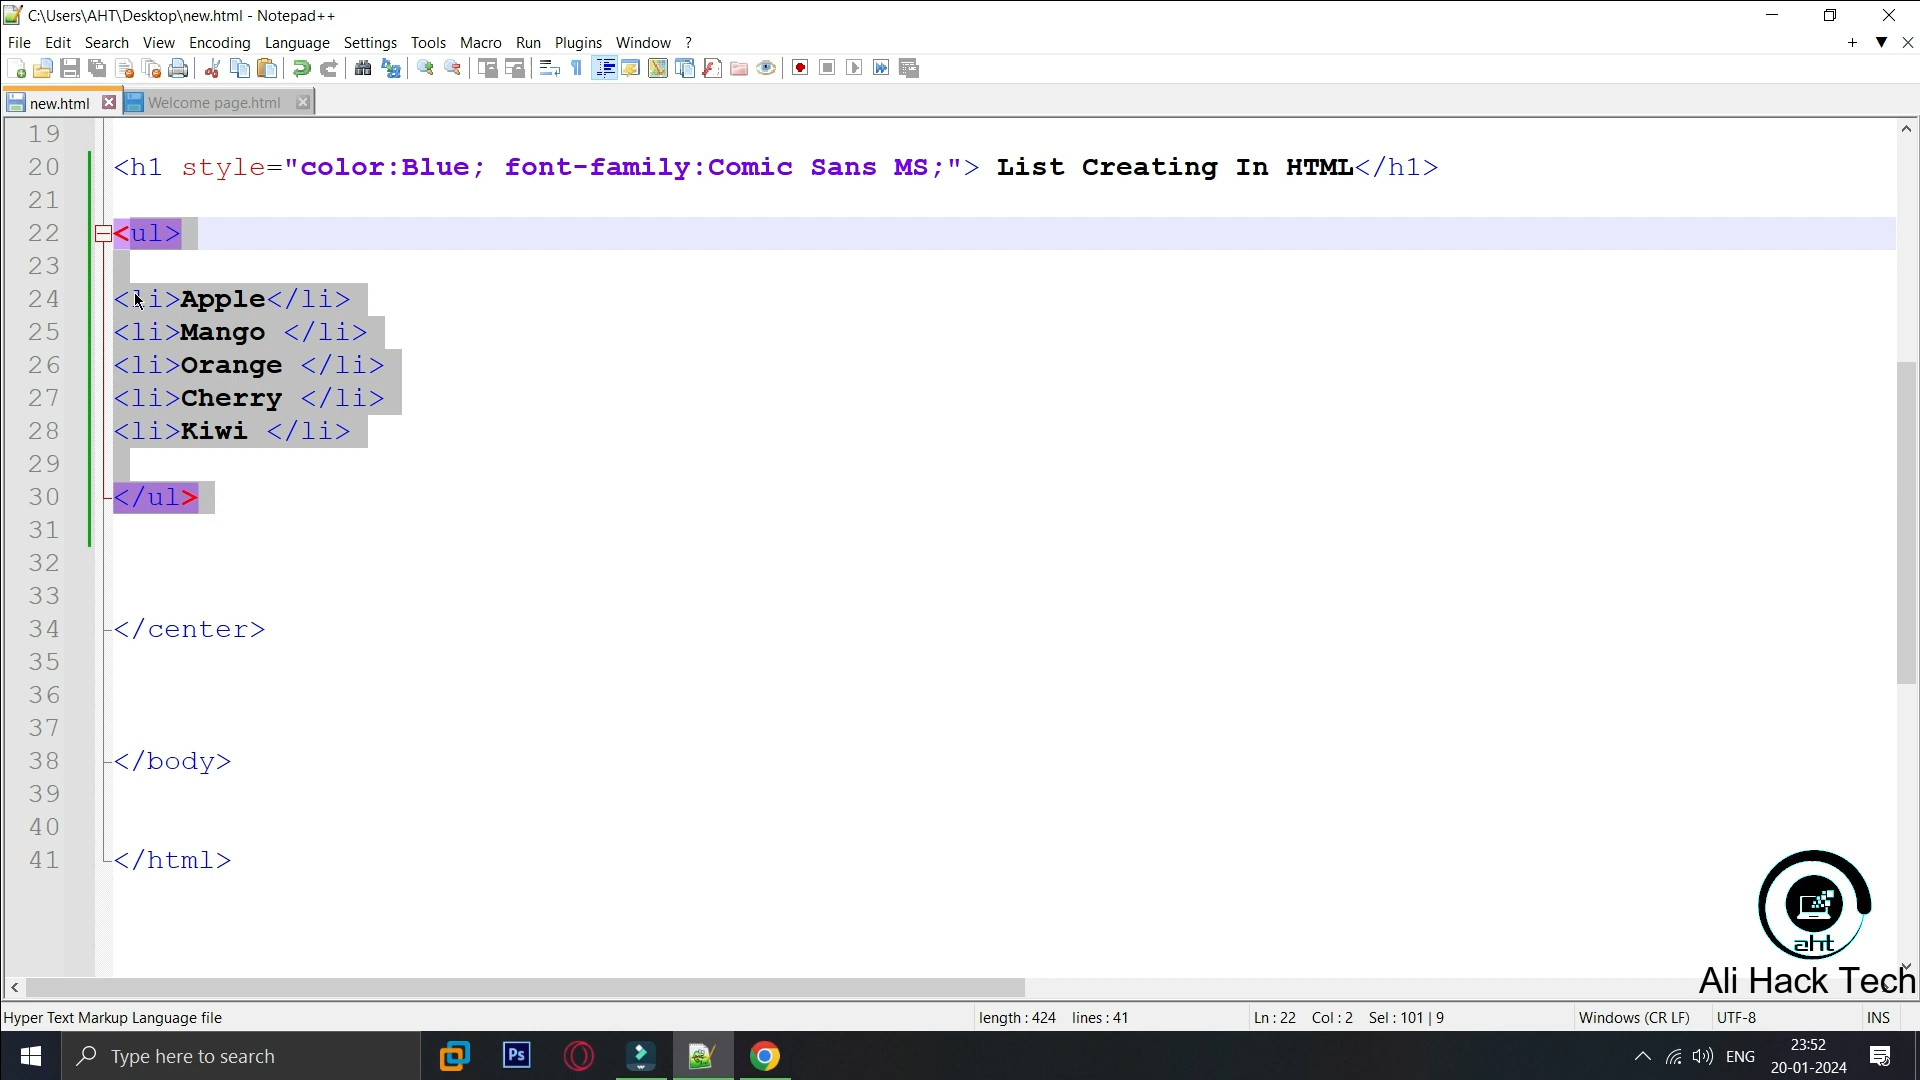 C:\Users\AHT\Desktop\new.html - Notepad++
File Edit Search View Encoding Language Settings Tools Macro Run Plugins Window ?
new.html Welcome page.html
19
20 <h1 style="color:Blue; font-family:Comic Sans MS;"> List Creating In HTML</h1>
21
22 <ul>
23
24 <li>Apple</li>
25 <li>Mango </li>
26 <li>Orange </li>
27 <li>Cherry </li>
28 <li>Kiwi </li>
29
30 </ul>
31
32
33
34 </center>
35
36
37
38 </body>
39
40
41 </html>
aht
Ali Hack Tech
Hyper Text Markup Language file length : 424 lines : 41 Ln : 22 Col : 2 Sel : 101 | 9 Windows (CR LF) UTF-8 INS
Type here to search Ps ENG 23:52
20-01-2024